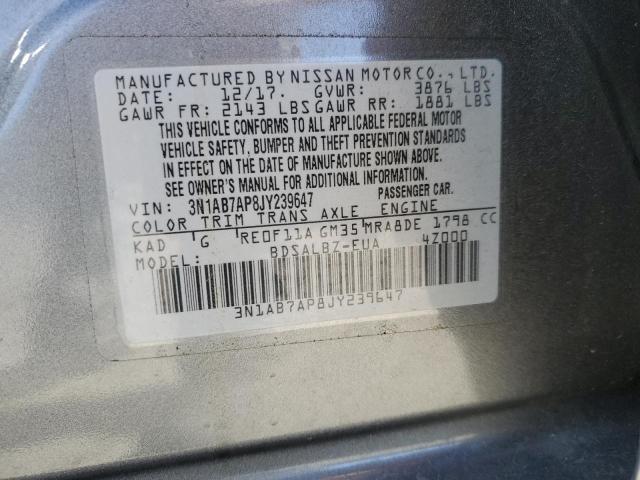 MANUFACTURED BY NISSAN MOTOR CO., LTD.
DATE: 12/17. GVWR: 3876 LBS
GAWR FR: 2143 LBS GAWR RR: 1881 LBS
THIS VEHICLE CONFORMS TO ALL APPLICABLE FEDERAL MOTOR
VEHICLE SAFETY, BUMPER AND THEFT PREVENTION STANDARDS
IN EFFECT ON THE DATE OF MANUFACTURE SHOWN ABOVE.
SEE OWNER'S MANUAL FOR ADDITIONAL INFORMATION.
VIN: 3N1AB7AP8JY239647 PASSENGER CAR.
COLOR TRIM TRANS AXLE ENGINE
KAD G RE0F11A GM35 MRA8DE 1798 CC
MODEL: BDSALBZ-EUA 4Z000
3N1AB7AP8JY239647